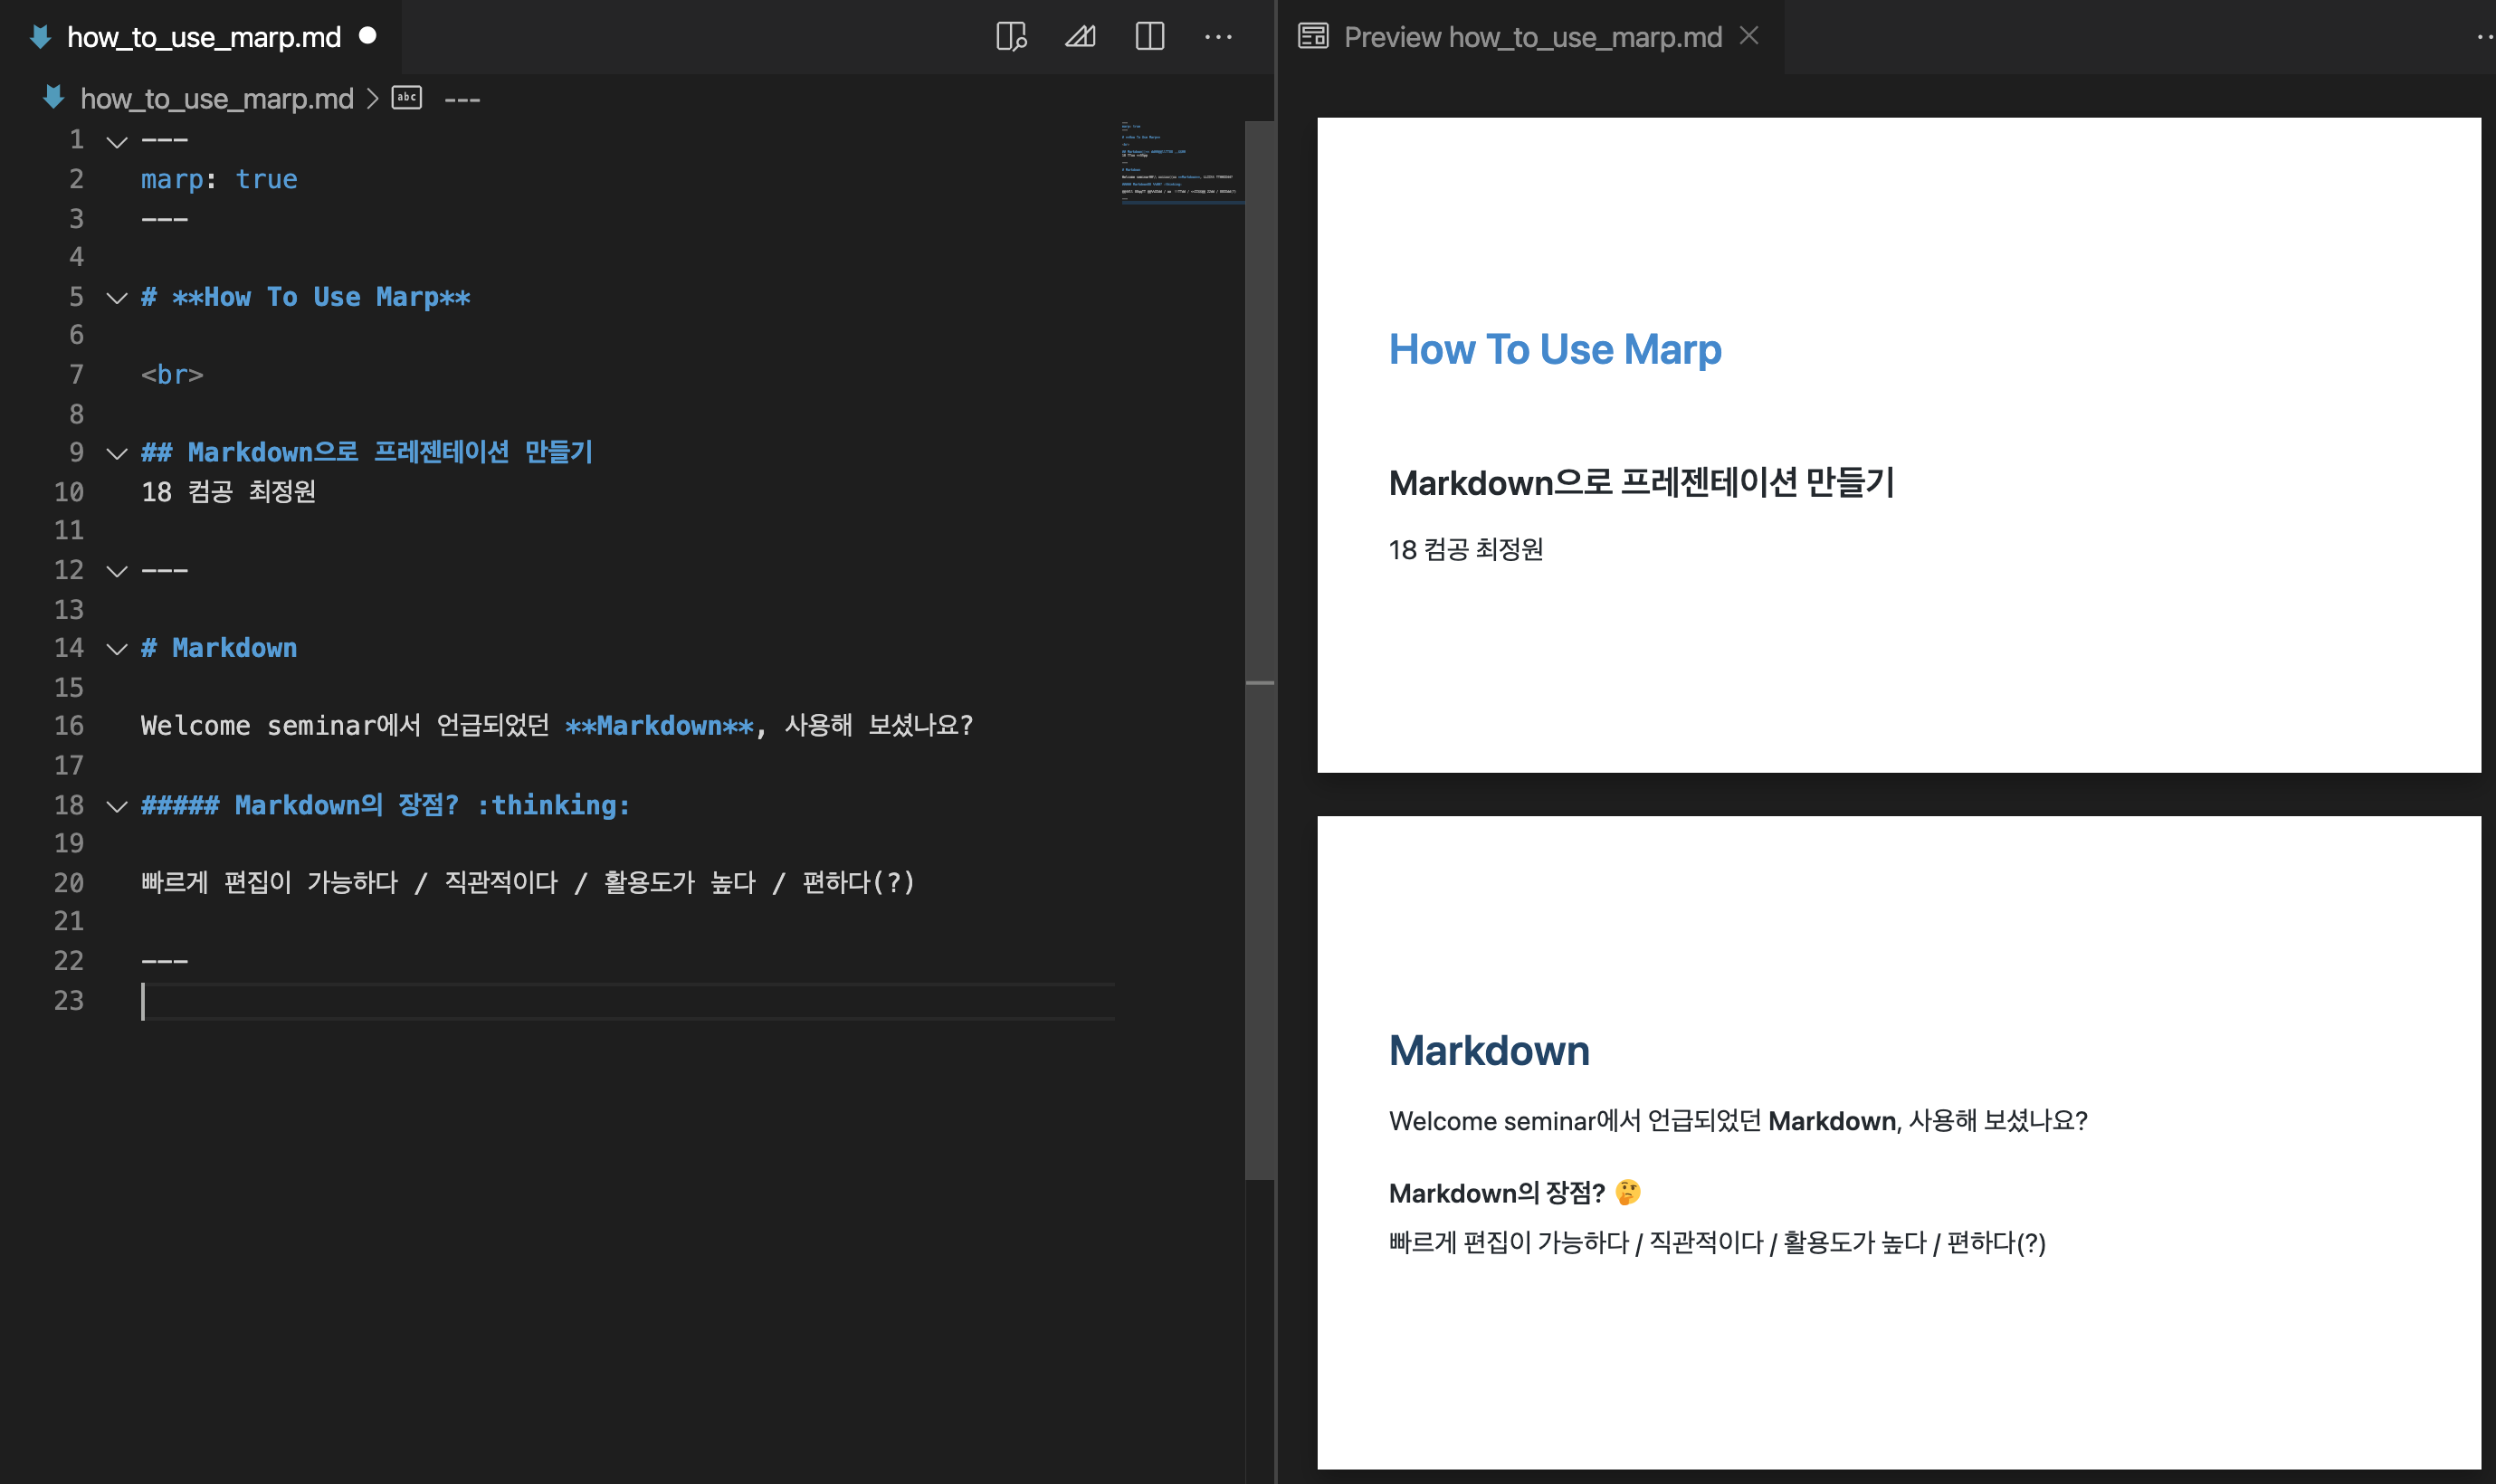 how_to_use_marp.md
how_to_use_marp.md > abc ---
1 ---
2 marp: true
3 ---
4
5 # **How To Use Marp**
6
7 <br>
8
9 ## Markdown으로 프레젠테이션 만들기
10 18 컴공 최정원
11
12 ---
13
14 # Markdown
15
16 Welcome seminar에서 언급되었던 **Markdown**, 사용해 보셨나요?
17
18 ##### Markdown의 장점? :thinking:
19
20 빠르게 편집이 가능하다 / 직관적이다 / 활용도가 높다 / 편하다(?)
21
22 ---
23
Preview how_to_use_marp.md
How To Use Marp
Markdown으로 프레젠테이션 만들기
18 컴공 최정원
Markdown
Welcome seminar에서 언급되었던 Markdown, 사용해 보셨나요?
Markdown의 장점? 🤔
빠르게 편집이 가능하다 / 직관적이다 / 활용도가 높다 / 편하다(?)